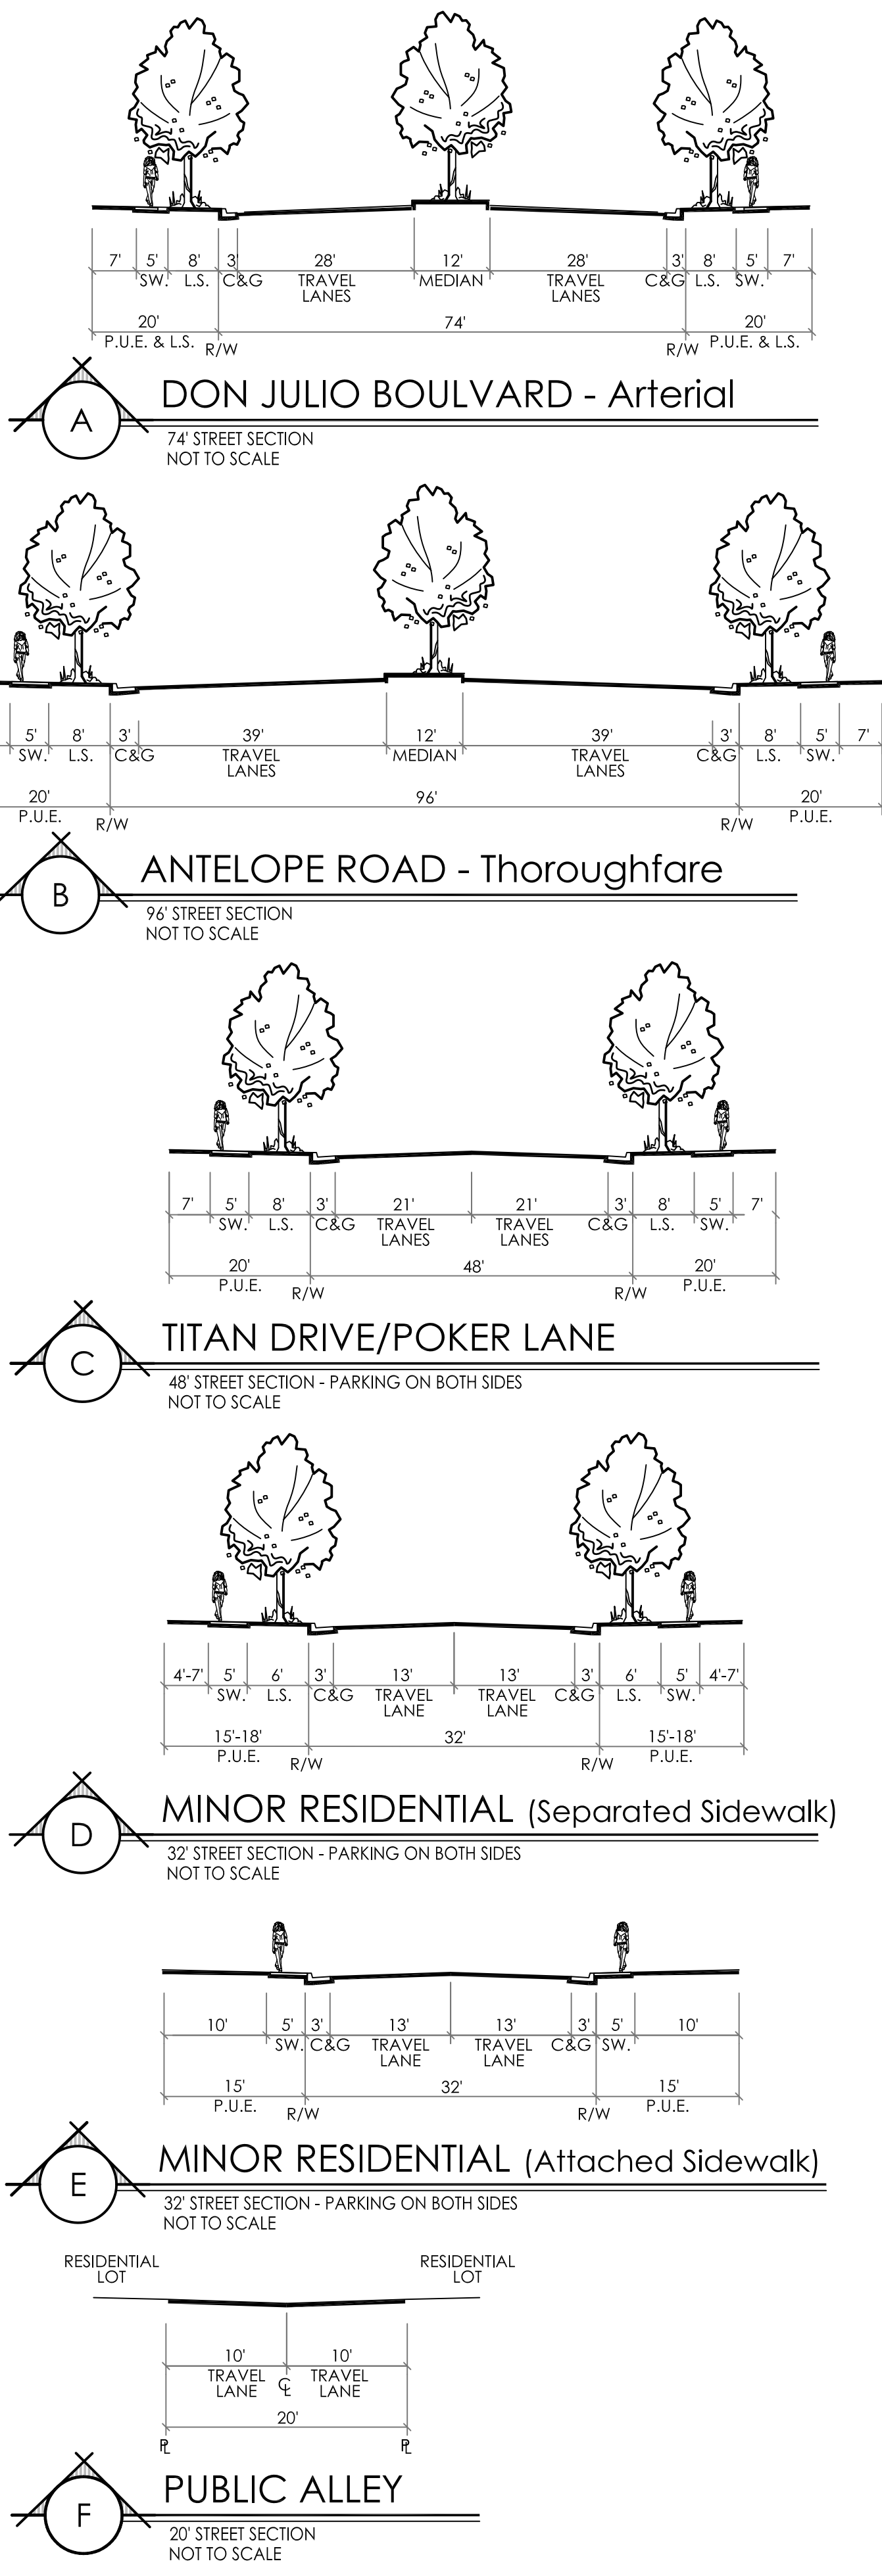 7' 5' 8' 3' 28' 12' 28' 3' 8' 5' 7'
SW. L.S. C&G TRAVEL MEDIAN TRAVEL C&G L.S. SW.
LANES LANES
20' 74' 20'
P.U.E. & L.S. R/W R/W P.U.E. & L.S.
A
DON JULIO BOULVARD - Arterial
74' STREET SECTION
NOT TO SCALE
5' 8' 3' 39' 12' 39' 3' 8' 5' 7'
SW. L.S. C&G TRAVEL MEDIAN TRAVEL C&G L.S. SW.
LANES LANES
20' 96' 20'
P.U.E. R/W R/W P.U.E.
B
ANTELOPE ROAD - Thoroughfare
96' STREET SECTION
NOT TO SCALE
7' 5' 8' 3' 21' 21' 3' 8' 5' 7'
SW. L.S. C&G TRAVEL TRAVEL C&G L.S. SW.
LANES LANES
20' 48' 20'
P.U.E. R/W R/W P.U.E.
C
TITAN DRIVE/POKER LANE
48' STREET SECTION - PARKING ON BOTH SIDES
NOT TO SCALE
4'-7' 5' 6' 3' 13' 13' 3' 6' 5' 4'-7'
SW. L.S. C&G TRAVEL TRAVEL C&G L.S. SW.
LANE LANE
15'-18' 32' 15'-18'
P.U.E. R/W R/W P.U.E.
D
MINOR RESIDENTIAL (Separated Sidewalk)
32' STREET SECTION - PARKING ON BOTH SIDES
NOT TO SCALE
10' 5' 3' 13' 13' 3' 5' 10'
SW. C&G TRAVEL TRAVEL C&G SW.
LANE LANE
15' 32' 15'
P.U.E. R/W R/W P.U.E.
E
MINOR RESIDENTIAL (Attached Sidewalk)
32' STREET SECTION - PARKING ON BOTH SIDES
NOT TO SCALE
RESIDENTIAL RESIDENTIAL
LOT LOT
10' 10'
TRAVEL TRAVEL
LANE ℄ LANE
20'
PL PL
F
PUBLIC ALLEY
20' STREET SECTION
NOT TO SCALE